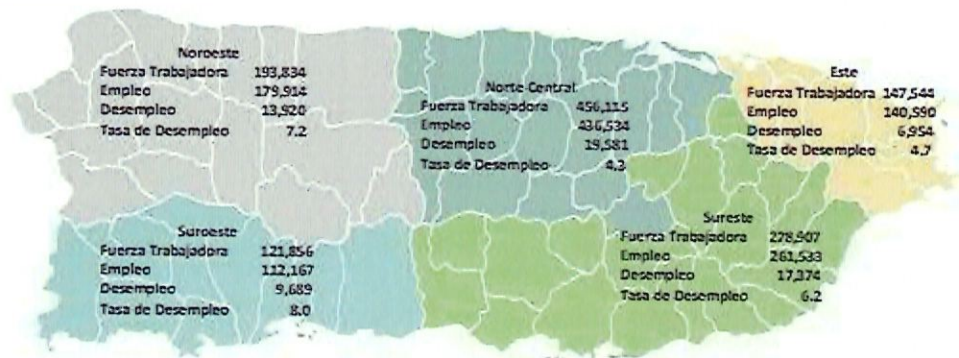 Noroeste
Fuerza Trabajadora 193,834
Empleo 179,914
Desempleo 13,920
Tasa de Desempleo 7.2
Norte-Central
Fuerza Trabajadora 456,115
Empleo 436,534
Desempleo 19,581
Tasa de Desempleo 4.3
Este
Fuerza Trabajadora 147,544
Empleo 140,590
Desempleo 6,954
Tasa de Desempleo 4.7
Suroeste
Fuerza Trabajadora 121,856
Empleo 112,167
Desempleo 9,689
Tasa de Desempleo 8.0
Sureste
Fuerza Trabajadora 278,907
Empleo 261,533
Desempleo 17,374
Tasa de Desempleo 6.2